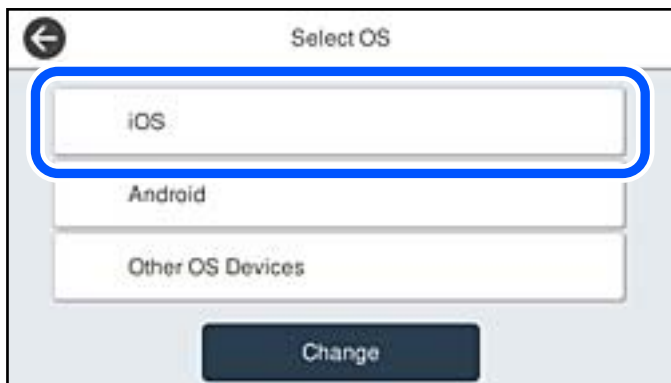 Select OS
iOS
Android
Other OS Devices
Change